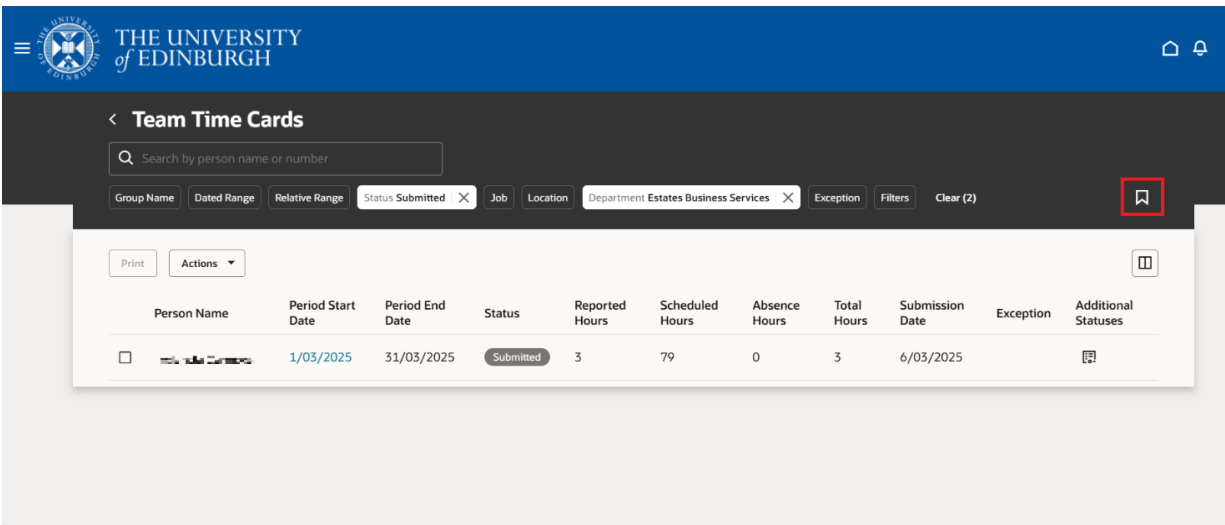 THE UNIVERSITY
of EDINBURGH
Team Time Cards
Search by person name or number
Group Name Dated Range Relative Range Status Submitted Job Location Department Estates Business Services Exception Filters Clear (2)
Print Actions
Person Name Period Start Date Period End Date Status Reported Hours Scheduled Hours Absence Hours Total Hours Submission Date Exception Additional Statuses
1/03/2025 31/03/2025 Submitted 3 79 0 3 6/03/2025